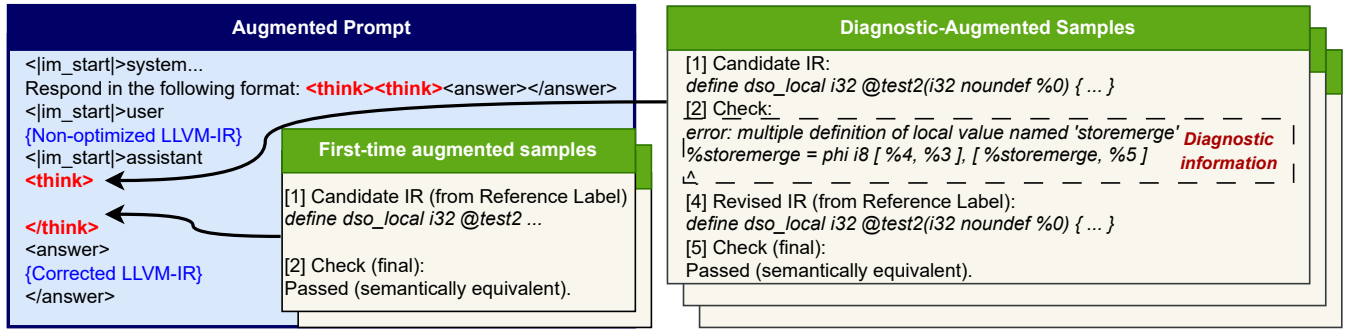 Augmented Prompt
<|im_start|>system...
Respond in the following format: <think><think><answer></answer>
<|im_start|>user
{Non-optimized LLVM-IR}
<|im_start|>assistant
<think>
</think>
<answer>
{Corrected LLVM-IR}
</answer>
First-time augmented samples
[1] Candidate IR (from Reference Label)
define dso_local i32 @test2 ...
[2] Check (final):
Passed (semantically equivalent).
Diagnostic-Augmented Samples
[1] Candidate IR:
define dso_local i32 @test2(i32 noundef %0) { ... }
[2] Check:
error: multiple definition of local value named 'storemerge'
%storemerge = phi i8 [ %4, %3 ], [ %storemerge, %5 ]
^
Diagnostic
information
[4] Revised IR (from Reference Label):
define dso_local i32 @test2(i32 noundef %0) { ... }
[5] Check (final):
Passed (semantically equivalent).